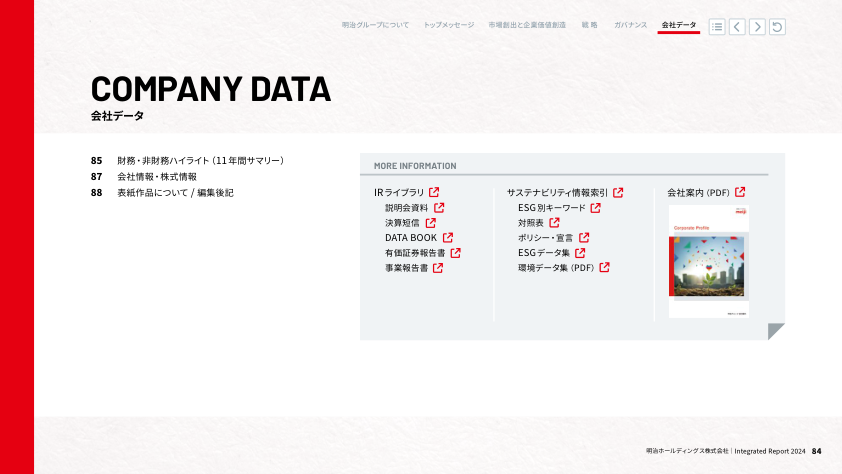 明治グループについて トップメッセージ 市場創出と企業価値創造 戦 略 ガバナンス 会社データ
COMPANY DATA
会社データ
85 財務・非財務ハイライト（11年間サマリー）
87 会社情報・株式情報
88 表紙作品について / 編集後記
MORE INFORMATION
IRライブラリ
説明会資料
決算短信
DATA BOOK
有価証券報告書
事業報告書
サステナビリティ情報索引
ESG別キーワード
対照表
ポリシー・宣言
ESGデータ集
環境データ集（PDF）
会社案内（PDF）
meiji
Corporate Profile
明治ホールディングス株式会社 | Integrated Report 2024 84